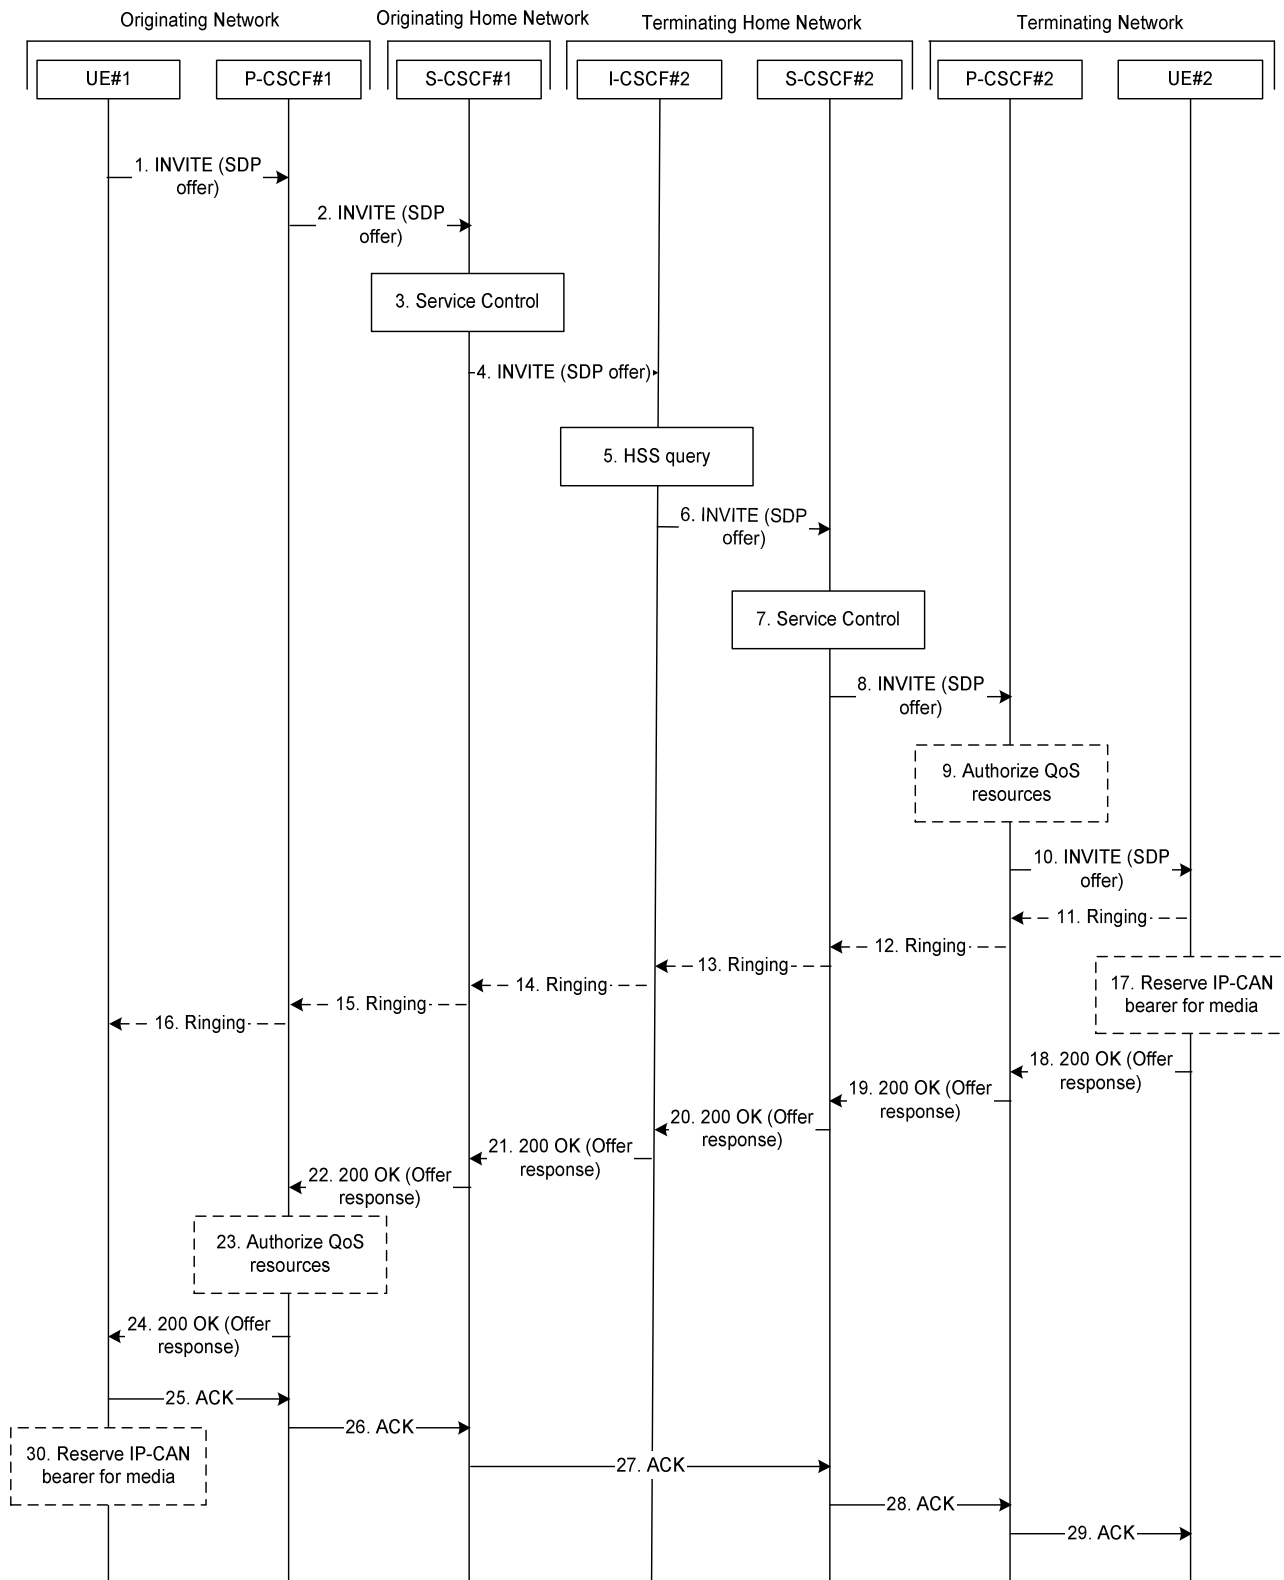 Originating Network
Originating Home Network
Terminating Home Network
Terminating Network
UE#1
P-CSCF#1
S-CSCF#1
I-CSCF#2
S-CSCF#2
P-CSCF#2
UE#2
1. INVITE (SDP
offer)
2. INVITE (SDP
offer)
3. Service Control
4. INVITE (SDP offer)
5. HSS query
6. INVITE (SDP
offer)
7. Service Control
8. INVITE (SDP
offer)
9. Authorize QoS
resources
10. INVITE (SDP
offer)
11. Ringing
12. Ringing
13. Ringing
14. Ringing
15. Ringing
16. Ringing
17. Reserve IP-CAN
bearer for media
18. 200 OK (Offer
response)
19. 200 OK (Offer
response)
20. 200 OK (Offer
response)
21. 200 OK (Offer
response)
22. 200 OK (Offer
response)
23. Authorize QoS
resources
24. 200 OK (Offer
response)
25. ACK
26. ACK
30. Reserve IP-CAN
bearer for media
27. ACK
28. ACK
29. ACK